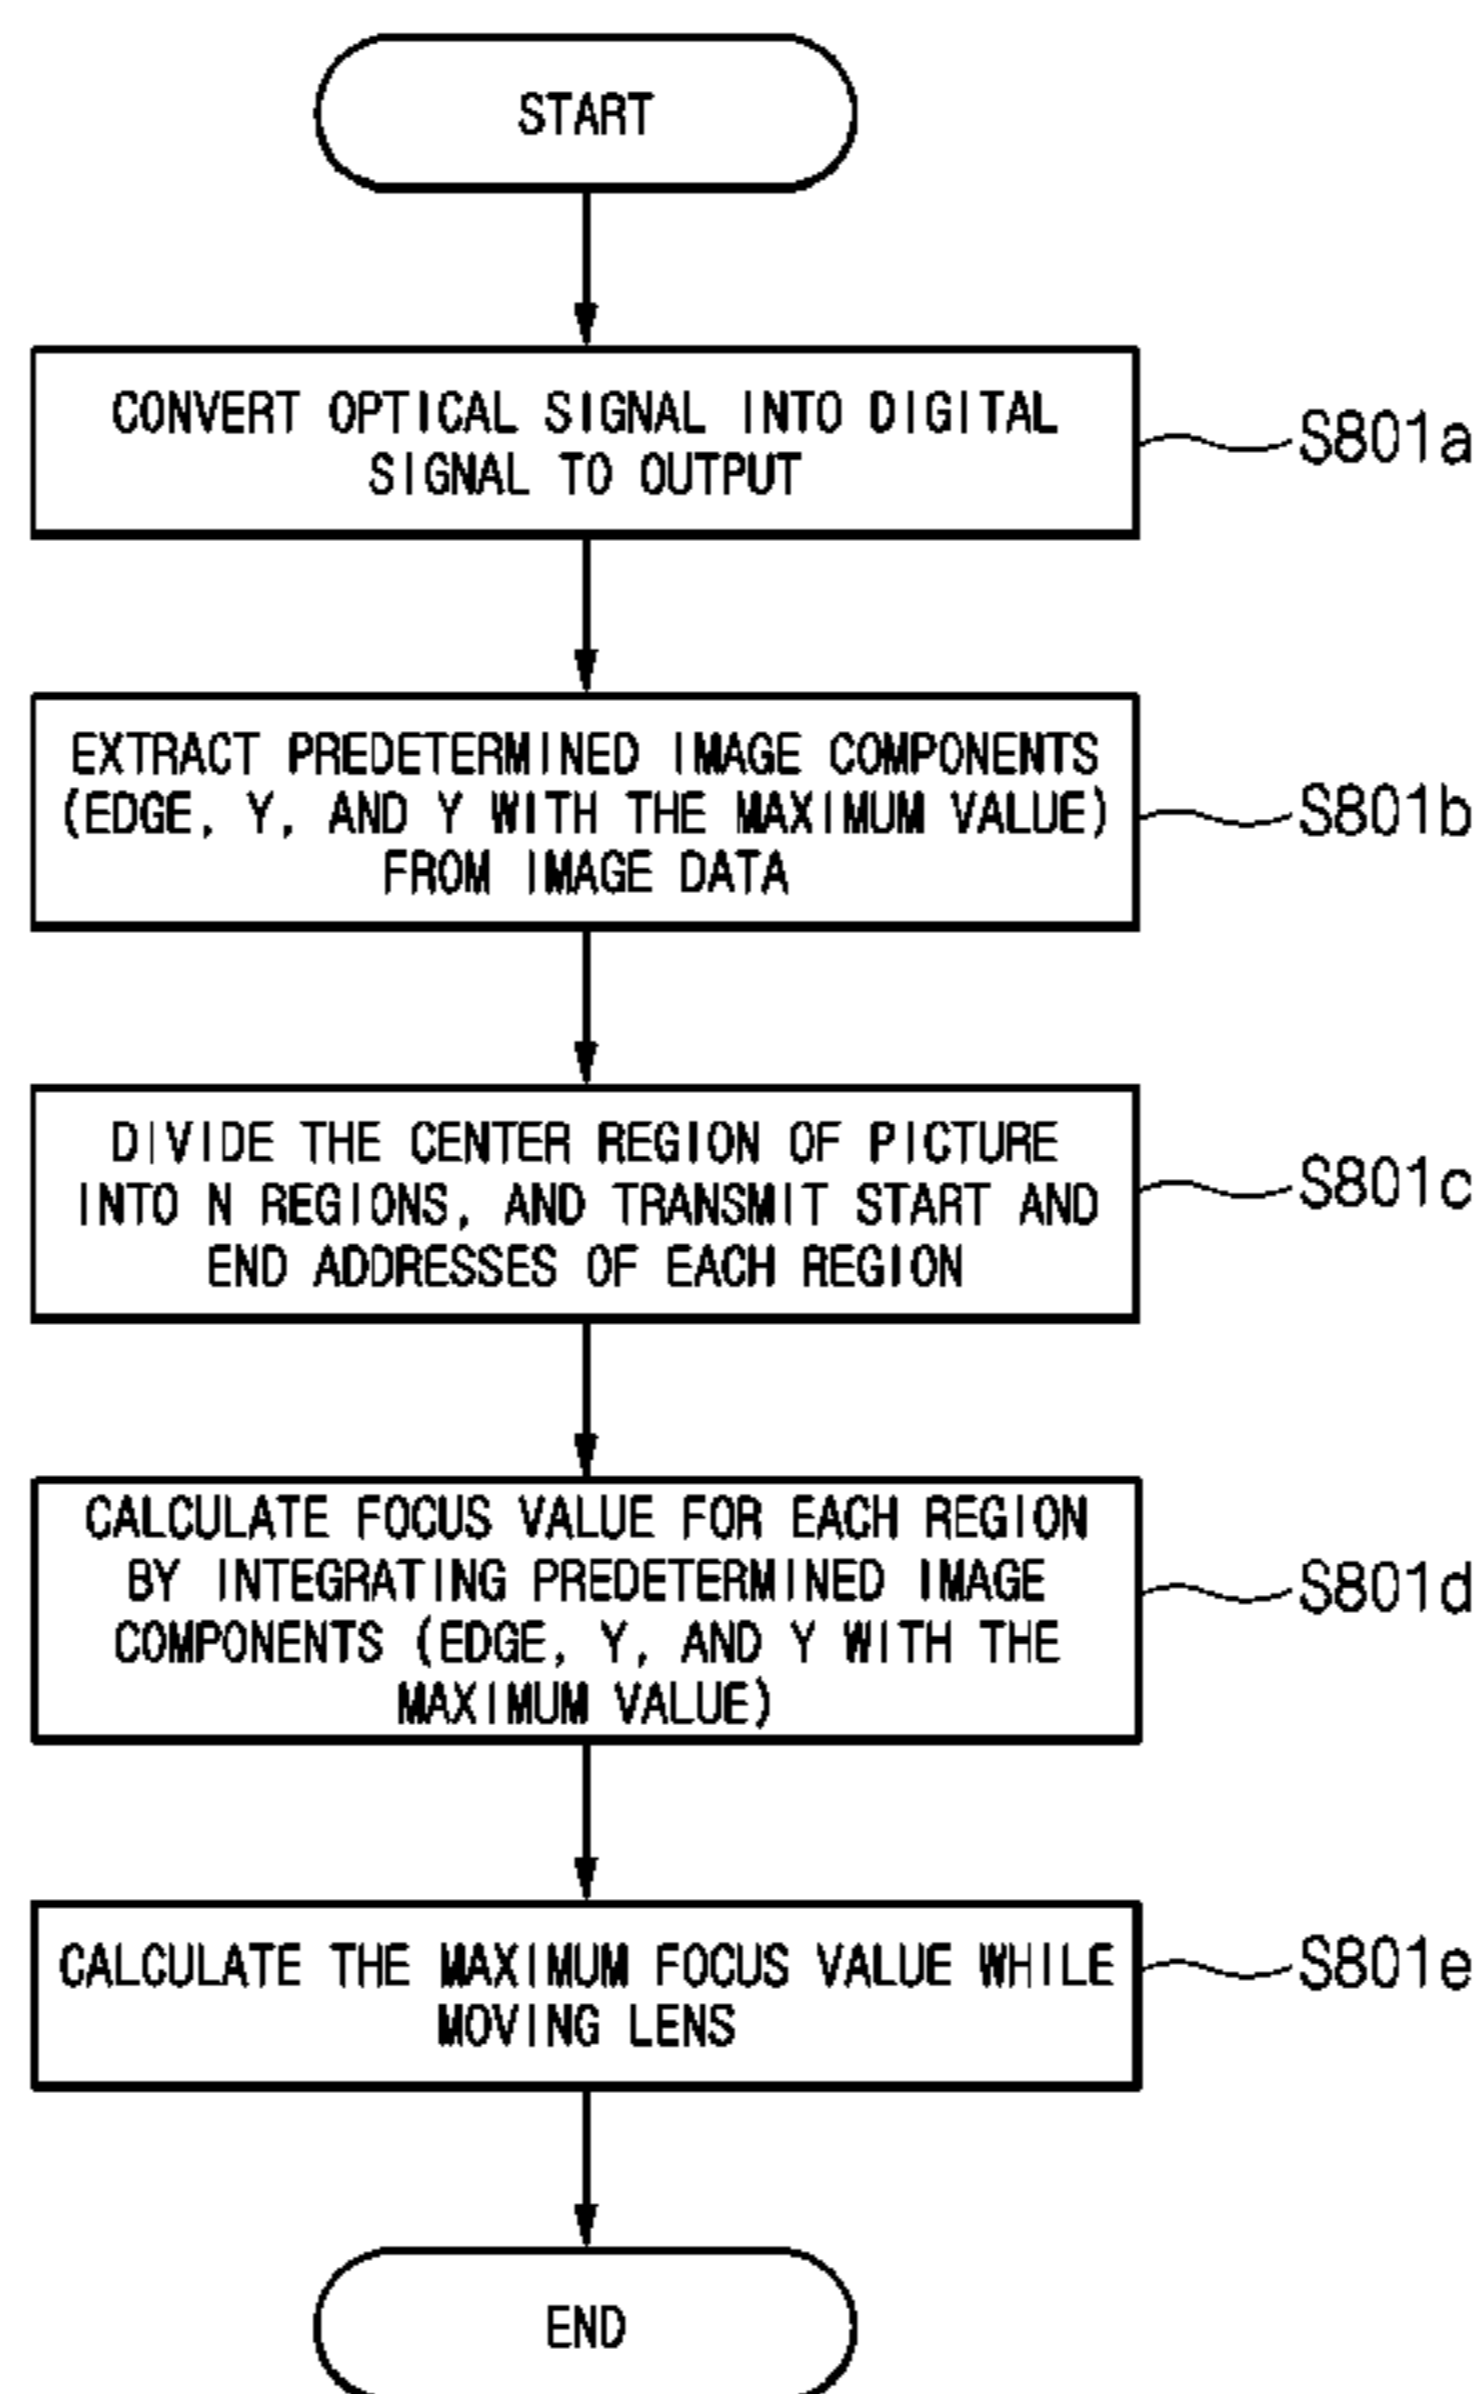 START
CONVERT OPTICAL SIGNAL INTO DIGITAL
SIGNAL TO OUTPUT
S801a
EXTRACT PREDETERMINED IMAGE COMPONENTS
(EDGE, Y, AND Y WITH THE MAXIMUM VALUE)
FROM IMAGE DATA
S801b
DIVIDE THE CENTER REGION OF PICTURE
INTO N REGIONS, AND TRANSMIT START AND
END ADDRESSES OF EACH REGION
S801c
CALCULATE FOCUS VALUE FOR EACH REGION
BY INTEGRATING PREDETERMINED IMAGE
COMPONENTS (EDGE, Y, AND Y WITH THE
MAXIMUM VALUE)
S801d
CALCULATE THE MAXIMUM FOCUS VALUE WHILE
MOVING LENS
S801e
END